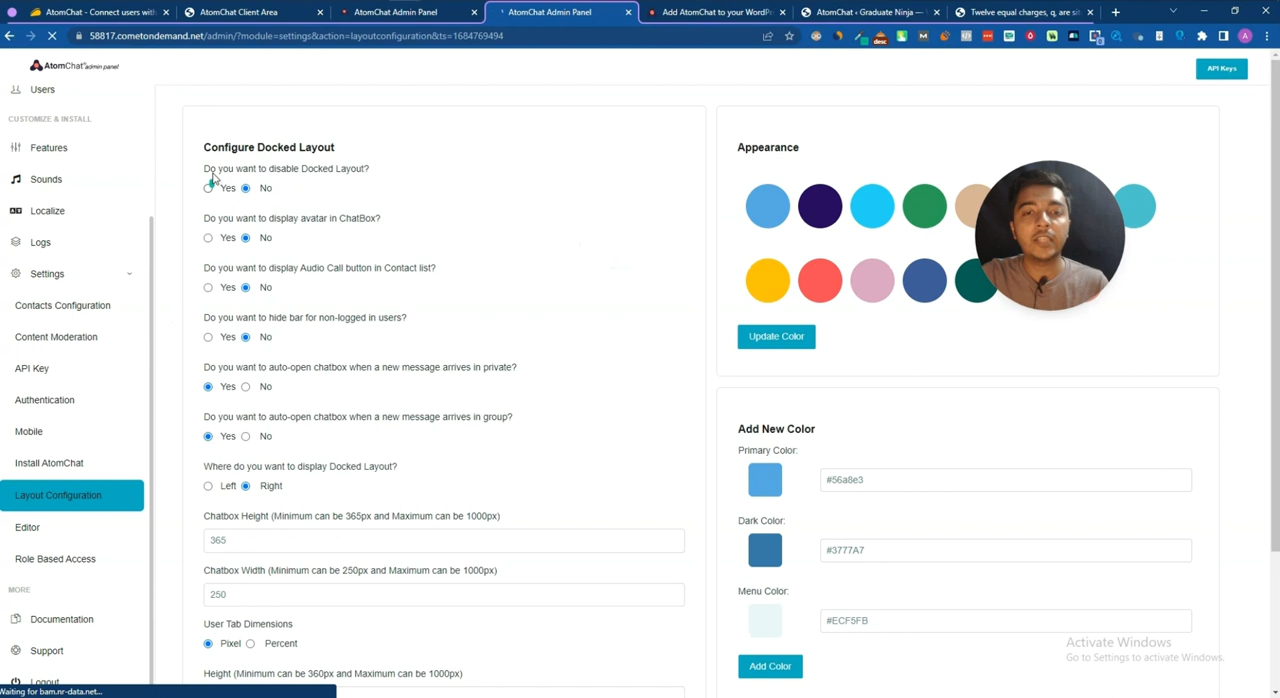 AtomChat - Connect users with
AtomChat Client Area
AtomChat Admin Panel
AtomChat Admin Panel
Add AtomChat to your WordPr
AtomChat ‹ Graduate Ninja —
Twelve equal charges, q, are sit
58817.cometondemand.net/admin/?module=settings&action=layoutconfiguration&ts=1684769494
desc
A
AtomChat admin panel
API Keys
Users
CUSTOMIZE & INSTALL
Features
Sounds
Localize
Logs
Settings
Contacts Configuration
Content Moderation
API Key
Authentication
Mobile
Install AtomChat
Layout Configuration
Editor
Role Based Access
MORE
Documentation
Support
Logout
Waiting for bam.nr-data.net...
Configure Docked Layout
Do you want to disable Docked Layout?
Yes No
Do you want to display avatar in ChatBox?
Yes No
Do you want to display Audio Call button in Contact list?
Yes No
Do you want to hide bar for non-logged in users?
Yes No
Do you want to auto-open chatbox when a new message arrives in private?
Yes No
Do you want to auto-open chatbox when a new message arrives in group?
Yes No
Where do you want to display Docked Layout?
Left Right
Chatbox Height (Minimum can be 365px and Maximum can be 1000px)
365
Chatbox Width (Minimum can be 250px and Maximum can be 1000px)
250
User Tab Dimensions
Pixel Percent
Height (Minimum can be 360px and Maximum can be 1000px)
Appearance
Update Color
Add New Color
Primary Color:
#56a8e3
Dark Color:
#3777A7
Menu Color:
#ECF5FB
Add Color
Activate Windows
Go to Settings to activate Windows.